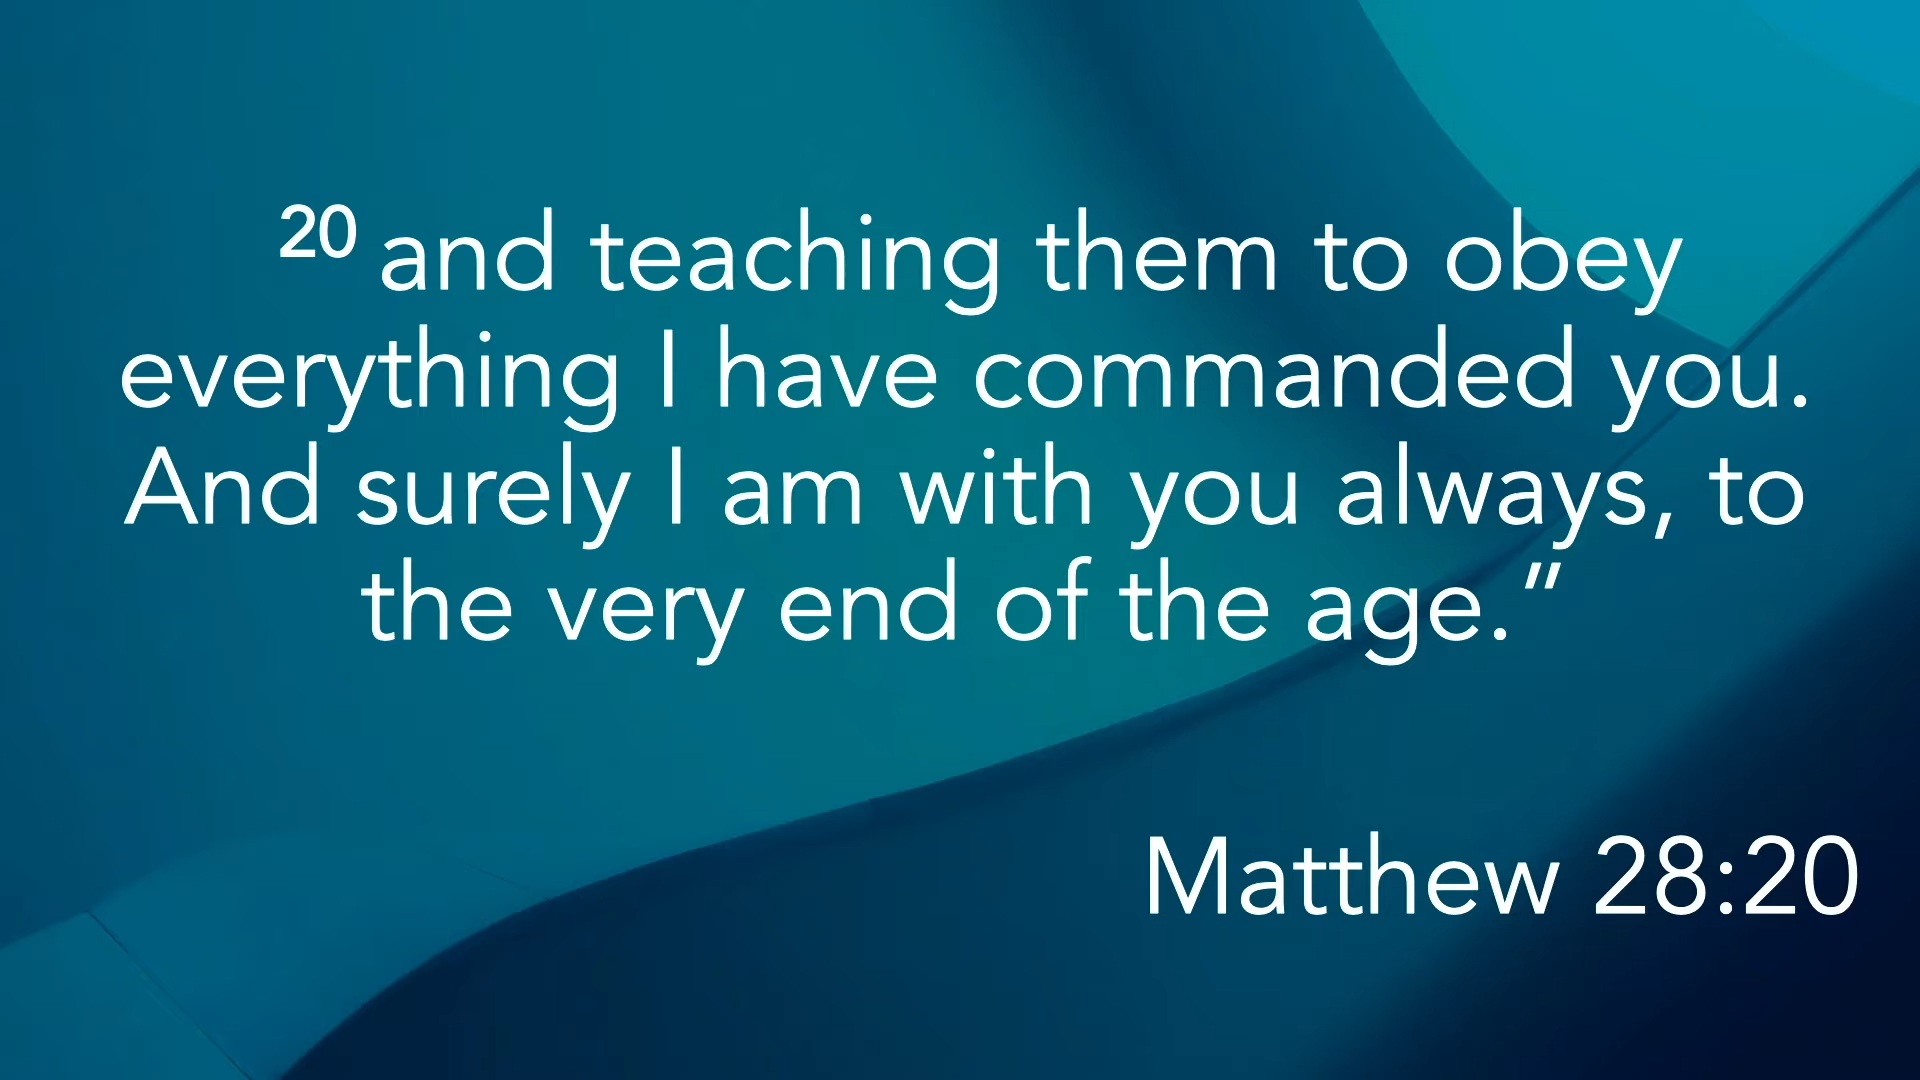 20 and teaching them to obey
everything I have commanded you.
And surely I am with you always, to
the very end of the age.”
Matthew 28:20